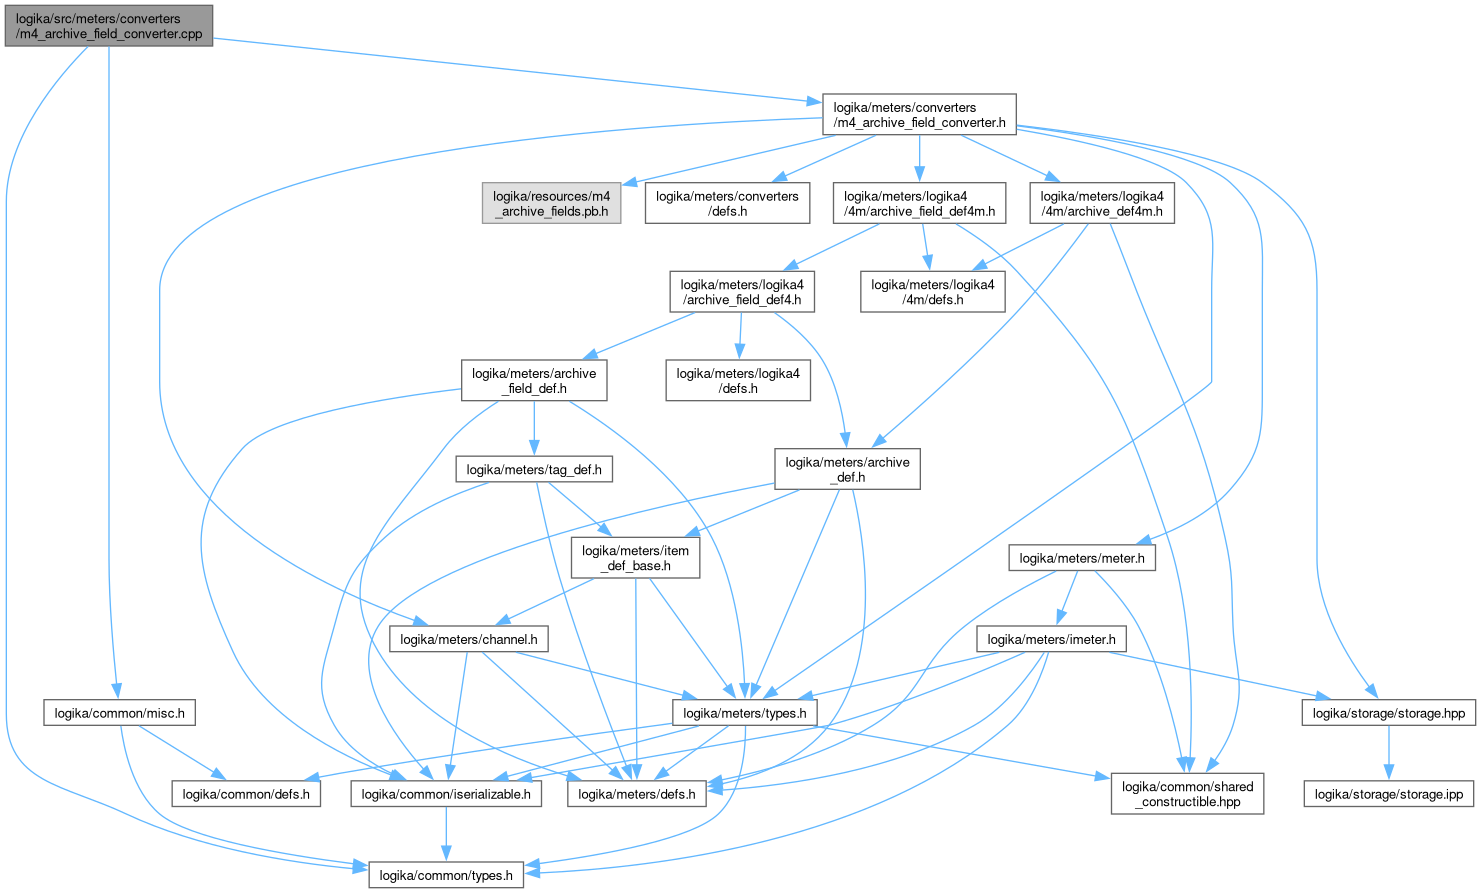 logika/src/meters/converters
/m4_archive_field_converter.cpp
logika/meters/converters
/m4_archive_field_converter.h
logika/resources/m4
_archive_fields.pb.h
logika/meters/converters
/defs.h
logika/meters/logika4
/4m/archive_field_def4m.h
logika/meters/logika4
/4m/archive_def4m.h
logika/meters/logika4
/archive_field_def4.h
logika/meters/logika4
/4m/defs.h
logika/meters/archive
_field_def.h
logika/meters/logika4
/defs.h
logika/meters/tag_def.h
logika/meters/archive
_def.h
logika/meters/item
_def_base.h
logika/meters/meter.h
logika/meters/channel.h
logika/meters/imeter.h
logika/common/misc.h
logika/meters/types.h
logika/storage/storage.hpp
logika/common/defs.h
logika/common/iserializable.h
logika/meters/defs.h
logika/common/shared
_constructible.hpp
logika/storage/storage.ipp
logika/common/types.h